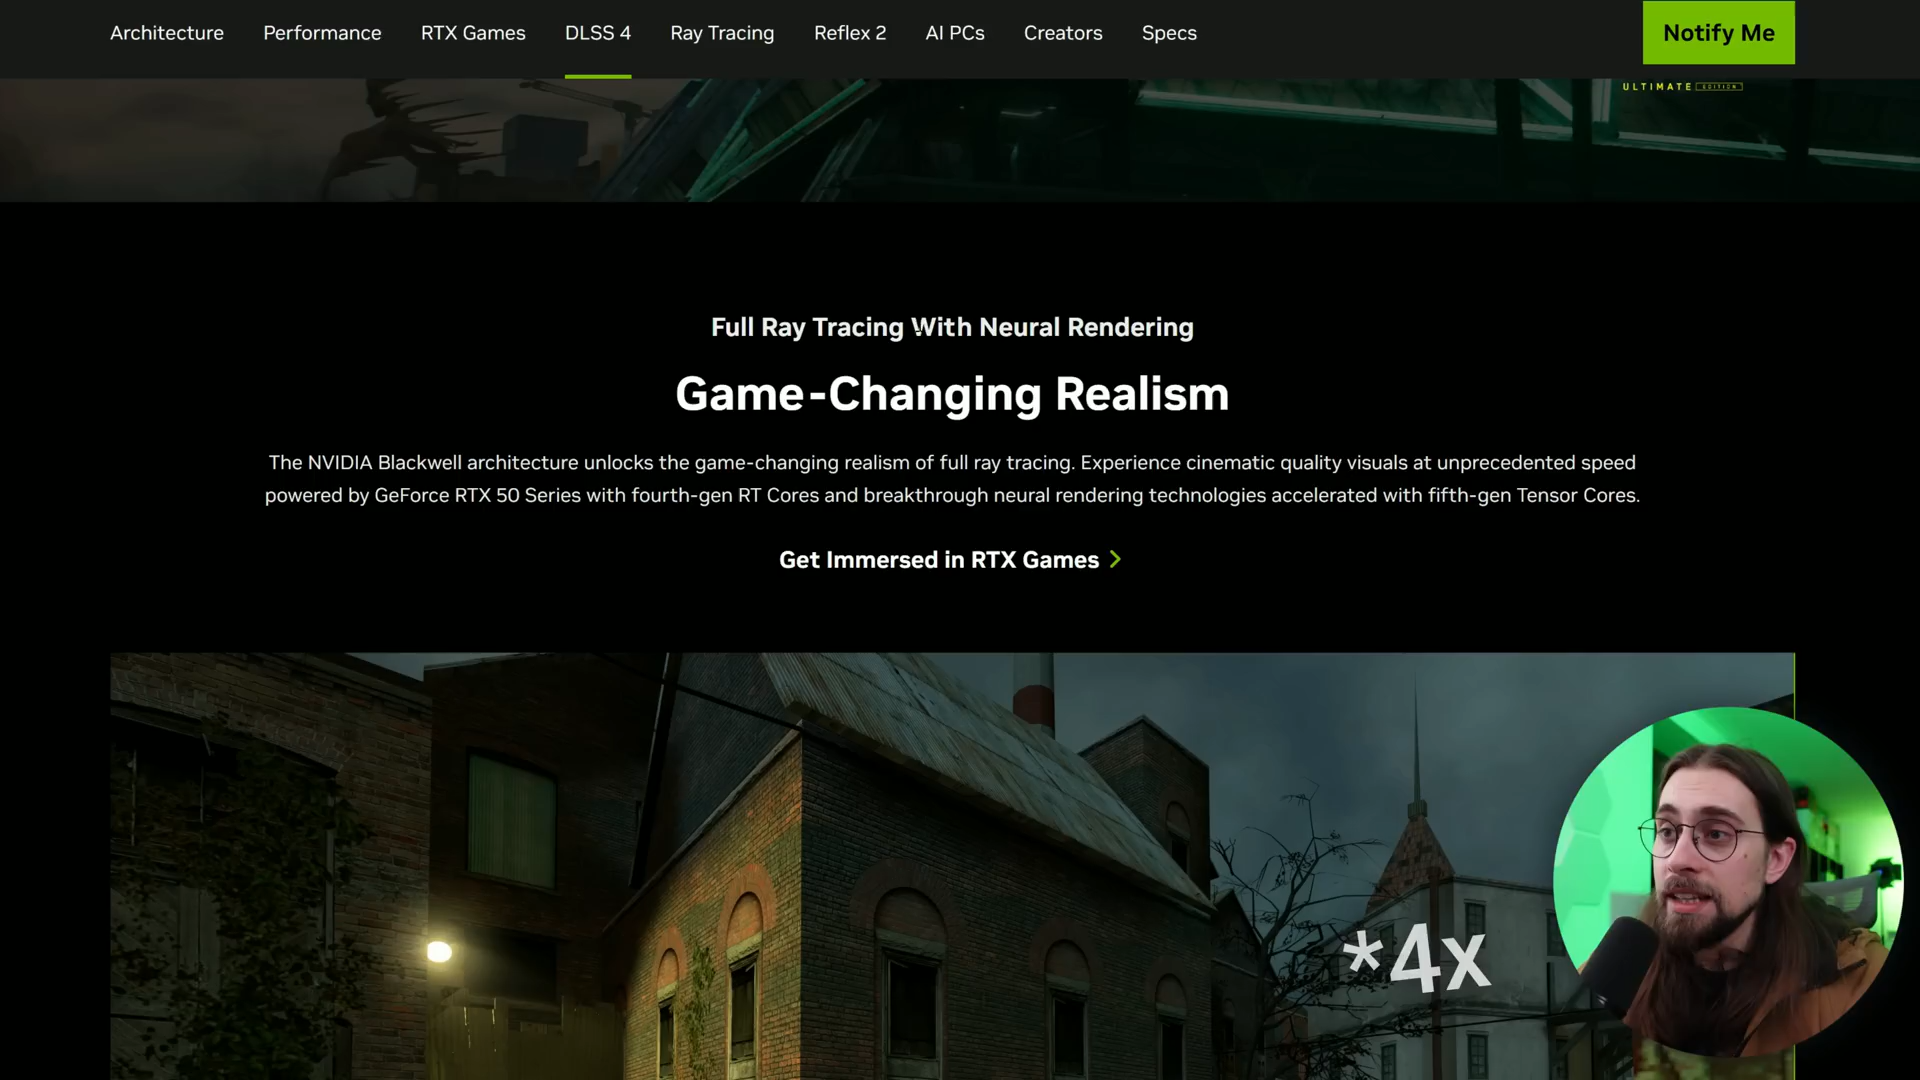 Architecture Performance RTX Games DLSS 4 Ray Tracing Reflex 2 AI PCs Creators Specs Notify Me
ULTIMATE EDITION
Full Ray Tracing With Neural Rendering
Game-Changing Realism
The NVIDIA Blackwell architecture unlocks the game-changing realism of full ray tracing. Experience cinematic quality visuals at unprecedented speed
powered by GeForce RTX 50 Series with fourth-gen RT Cores and breakthrough neural rendering technologies accelerated with fifth-gen Tensor Cores.
Get Immersed in RTX Games
*4x